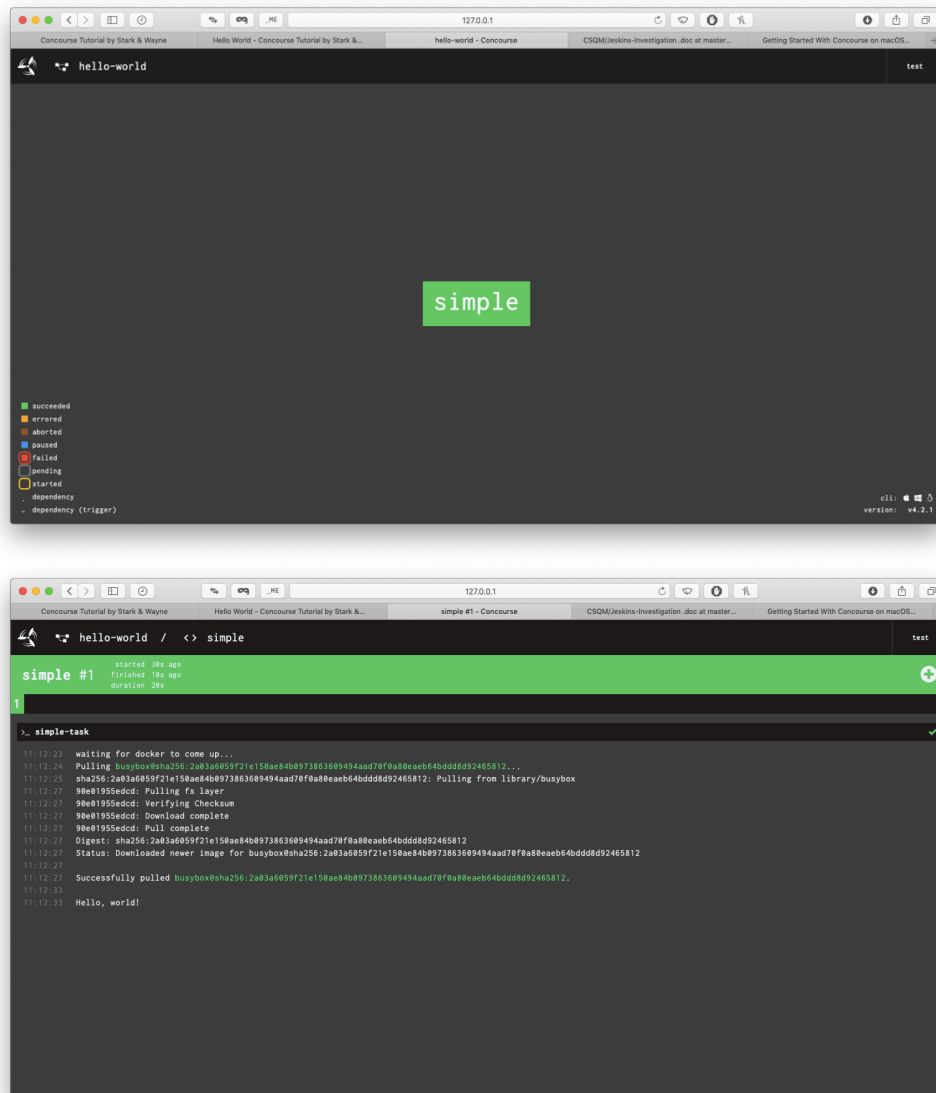 _ME
127.0.0.1
Concourse Tutorial by Stark & Wayne
Hello World - Concourse Tutorial by Stark &...
hello-world - Concourse
CSQM/Jeskins-Investigation .doc at master...
Getting Started With Concourse on macOS...
hello-world
test
simple
succeeded
errored
aborted
paused
failed
pending
started
dependency
dependency (trigger)
cli:
version: v4.2.1
_ME
127.0.0.1
Concourse Tutorial by Stark & Wayne
Hello World - Concourse Tutorial by Stark &...
simple #1 - Concourse
CSQM/Jeskins-Investigation .doc at master...
Getting Started With Concourse on macOS...
hello-world / <> simple
test
simple #1
started 30s ago
finished 10s ago
duration 20s
1
>_ simple-task
11:12:23 waiting for docker to come up...
11:12:24 Pulling busybox@sha256:2a03a6059f21e150ae84b0973863609494aad70f0a80eaeb64bddd8d92465812...
11:12:25 sha256:2a03a6059f21e150ae84b0973863609494aad70f0a80eaeb64bddd8d92465812: Pulling from library/busybox
11:12:27 90e01955edcd: Pulling fs layer
11:12:27 90e01955edcd: Verifying Checksum
11:12:27 90e01955edcd: Download complete
11:12:27 90e01955edcd: Pull complete
11:12:27 Digest: sha256:2a03a6059f21e150ae84b0973863609494aad70f0a80eaeb64bddd8d92465812
11:12:27 Status: Downloaded newer image for busybox@sha256:2a03a6059f21e150ae84b0973863609494aad70f0a80eaeb64bddd8d92465812
11:12:27
11:12:27 Successfully pulled busybox@sha256:2a03a6059f21e150ae84b0973863609494aad70f0a80eaeb64bddd8d92465812.
11:12:33
11:12:33 Hello, world!